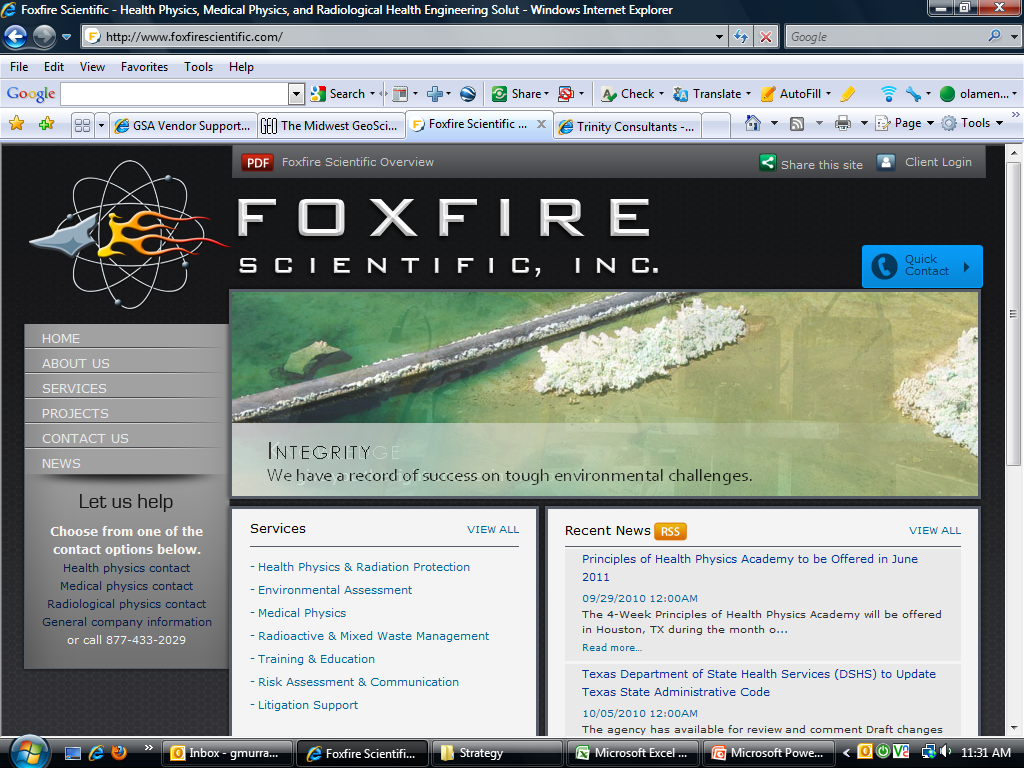 Foxfire Scientific - Health Physics, Medical Physics, and Radiological Health Engineering Solut - Windows Internet Explorer
http://www.foxfirescientific.com/
Google
File Edit View Favorites Tools Help
Google Search Share Check Translate AutoFill olamen...
GSA Vendor Support... The Midwest GeoSci... Foxfire Scientific ... Trinity Consultants -... Page Tools
PDF Foxfire Scientific Overview Share this site Client Login
FOXFIRE
SCIENTIFIC, INC.
Quick
Contact
HOME
ABOUT US
SERVICES
PROJECTS
CONTACT US
NEWS
INTEGRITY
We have a record of success on tough environmental challenges.
Let us help
Choose from one of the
contact options below.
Health physics contact
Medical physics contact
Radiological physics contact
General company information
or call 877-433-2029
Services VIEW ALL
- Health Physics & Radiation Protection
- Environmental Assessment
- Medical Physics
- Radioactive & Mixed Waste Management
- Training & Education
- Risk Assessment & Communication
- Litigation Support
Recent News RSS VIEW ALL
Principles of Health Physics Academy to be Offered in June
2011
09/29/2010 12:00AM
The 4-Week Principles of Health Physics Academy will be offered
in Houston, TX during the month o...
Read more...
Texas Department of State Health Services (DSHS) to Update
Texas State Administrative Code
10/05/2010 12:00AM
The agency has available for review and comment Draft changes
Inbox - gmurra... Foxfire Scientifi... Strategy Microsoft Excel ... Microsoft Powe... 11:31 AM